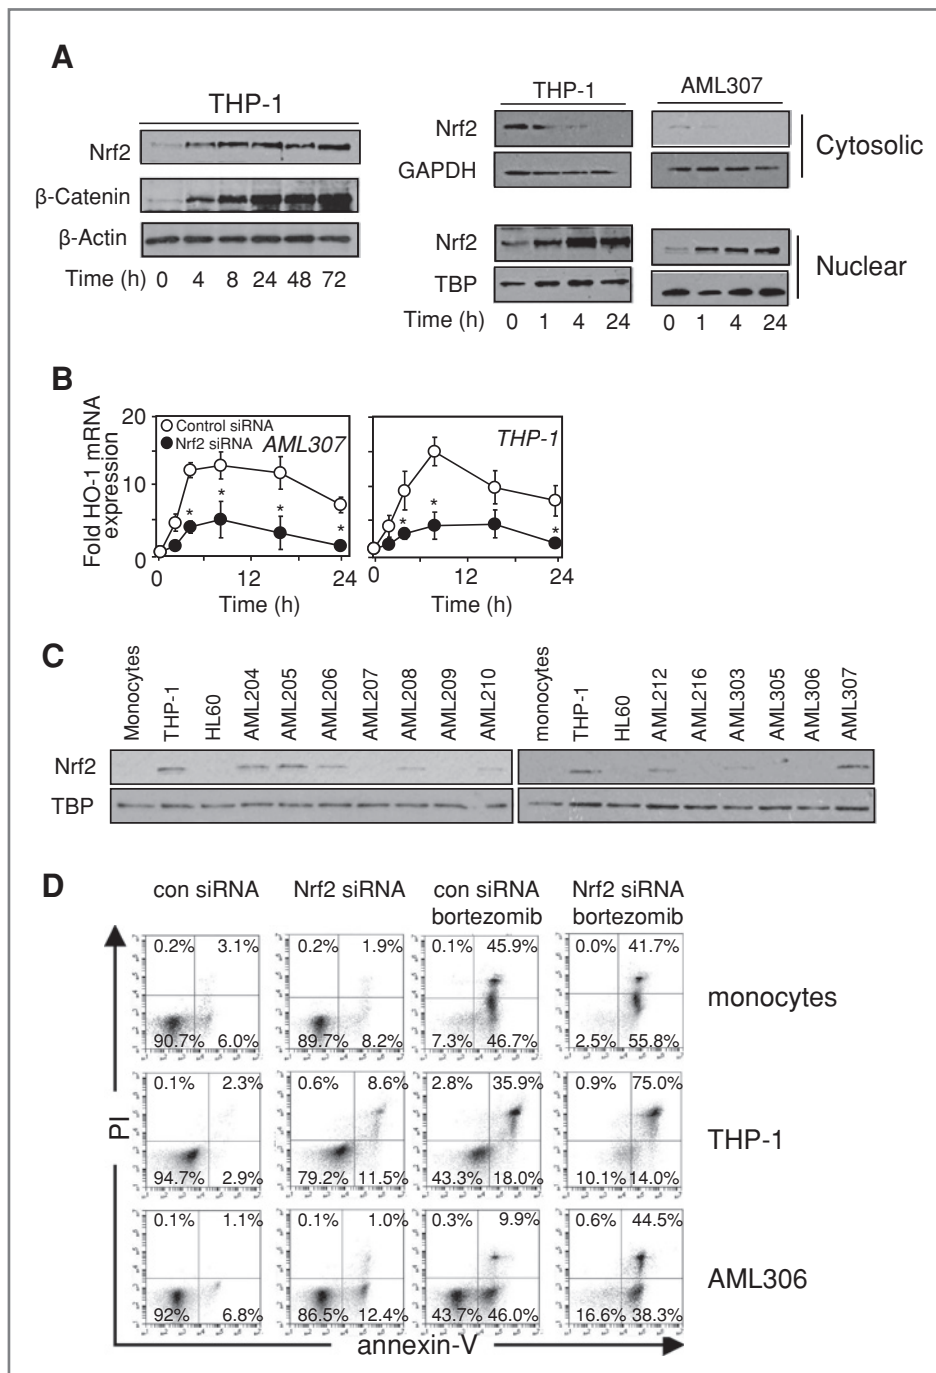 A
THP-1
Nrf2
β-Catenin
β-Actin
Time (h) 0 4 8 24 48 72
THP-1 AML307
Nrf2
GAPDH
Cytosolic
Nrf2
TBP
Nuclear
Time (h) 0 1 4 24 0 1 4 24
B
Fold HO-1 mRNA
expression
20
10
0
Control siRNA
Nrf2 siRNA
AML307
* * * *
0 12 24
Time (h)
THP-1
* * *
0 12 24
Time (h)
C
Monocytes THP-1 HL60 AML204 AML205 AML206 AML207 AML208 AML209 AML210
monocytes THP-1 HL60 AML212 AML216 AML303 AML305 AML306 AML307
Nrf2
TBP
D
con siRNA Nrf2 siRNA con siRNA Nrf2 siRNA
bortezomib bortezomib
0.2% 3.1% 0.2% 1.9% 0.1% 45.9% 0.0% 41.7%
monocytes
90.7% 6.0% 89.7% 8.2% 7.3% 46.7% 2.5% 55.8%
0.1% 2.3% 0.6% 8.6% 2.8% 35.9% 0.9% 75.0%
THP-1
94.7% 2.9% 79.2% 11.5% 43.3% 18.0% 10.1% 14.0%
0.1% 1.1% 0.1% 1.0% 0.3% 9.9% 0.6% 44.5%
AML306
92% 6.8% 86.5% 12.4% 43.7% 46.0% 16.6% 38.3%
PI
annexin-V